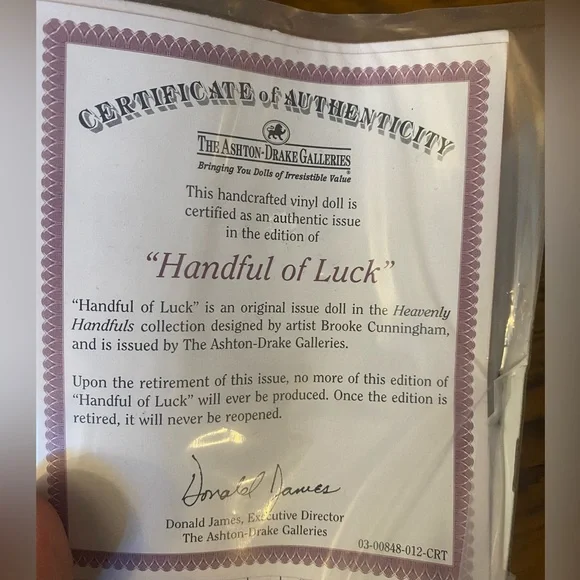 CERTIFICATE of AUTHENTICITY
THE ASHTON-DRAKE GALLERIES
Bringing You Dolls of Irresistible Value®
This handcrafted vinyl doll is
certified as an authentic issue
in the edition of
“Handful of Luck”
“Handful of Luck” is an original issue doll in the Heavenly
Handfuls collection designed by artist Brooke Cunningham,
and is issued by The Ashton-Drake Galleries.
Upon the retirement of this issue, no more of this edition of
“Handful of Luck” will ever be produced. Once the edition is
retired, it will never be reopened.
Donald James
Donald James, Executive Director
The Ashton-Drake Galleries
03-00848-012-CRT